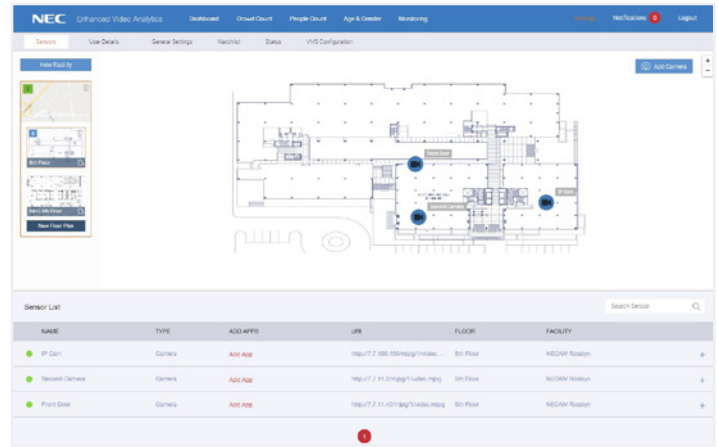 NEC Enhanced Video Analytics Dashboard Crowd Count People Count Age & Gender Monitoring Settings Notifications 0 Logout
Sensors User Details General Settings Watchlist Status VMS Configuration
New Facility
Add Camera
+
-
2
4
5th Floor
New Floor Plan
Front Door
IP Cam
Second Camera
Sensor List
Search Sensor
NAME TYPE ADD APPS URI FLOOR FACILITY
IP Cam Camera Add App 5th Floor NECAM Rosslyn +
Second Camera Camera Add App 5th Floor NECAM Rosslyn +
Front Door Camera Add App 5th Floor NECAM Rosslyn +
1